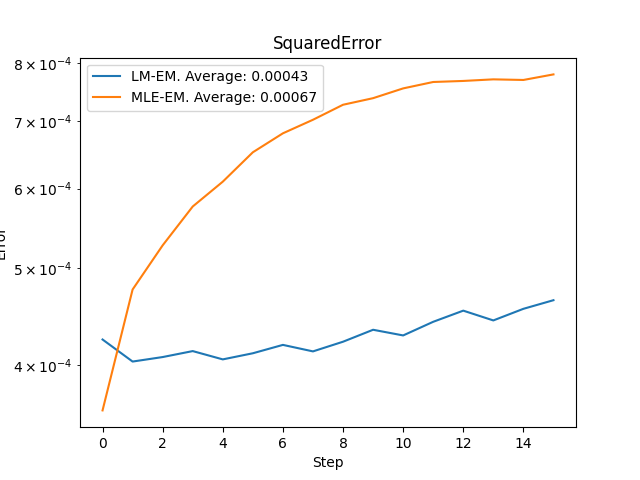 SquaredError
LM-EM. Average: 0.00043
MLE-EM. Average: 0.00067
8 × 10⁻⁴
7 × 10⁻⁴
6 × 10⁻⁴
5 × 10⁻⁴
4 × 10⁻⁴
Error
0 2 4 6 8 10 12 14
Step